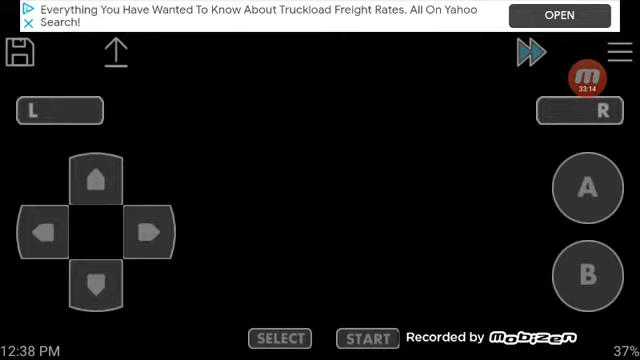 Everything You Have Wanted To Know About Truckload Freight Rates. All On Yahoo
Search!
OPEN
33:14
L
R
A
B
SELECT
START
Recorded by MOBIZEN
12:38 PM
37%